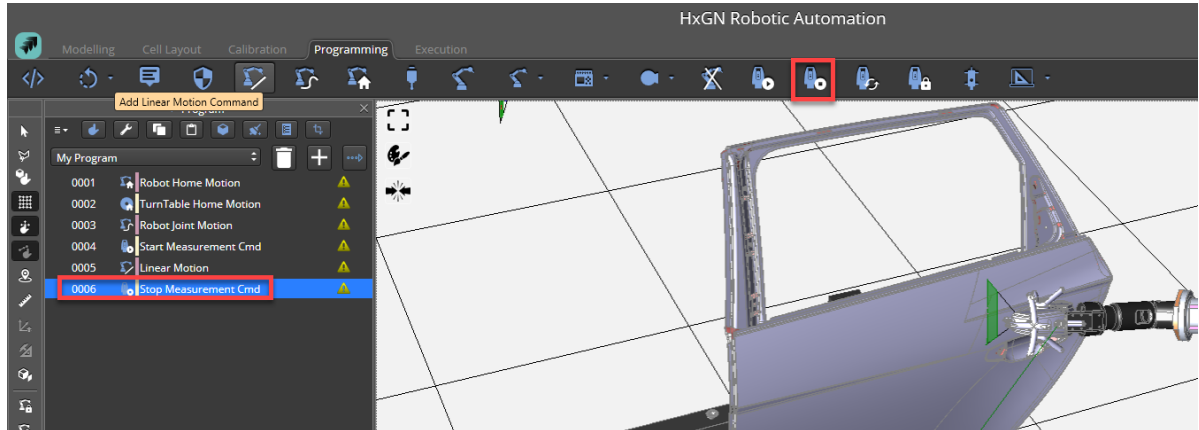 HxGN Robotic Automation
Modelling Cell Layout Calibration Programming Execution
Add Linear Motion Command
Program
My Program
0001 Robot Home Motion
0002 TurnTable Home Motion
0003 Robot Joint Motion
0004 Start Measurement Cmd
0005 Linear Motion
0006 Stop Measurement Cmd